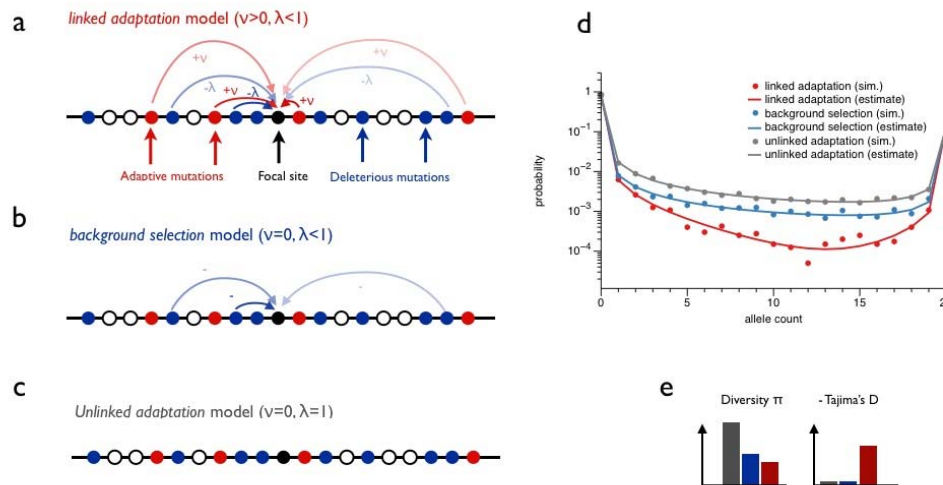 a
linked adaptation model (ν>0, λ<1)
+ν
+ν
-λ
-λ
+ν
-λ
+ν
Adaptive mutations
Focal site
Deleterious mutations
b
background selection model (ν=0, λ<1)
-
-
-
c
Unlinked adaptation model (ν=0, λ=1)
d
linked adaptation (sim.)
linked adaptation (estimate)
background selection (sim.)
background selection (estimate)
unlinked adaptation (sim.)
unlinked adaptation (estimate)
probability
1
10⁻¹
10⁻²
10⁻³
10⁻⁴
0 5 10 15
allele count
e
Diversity π
- Tajima's D